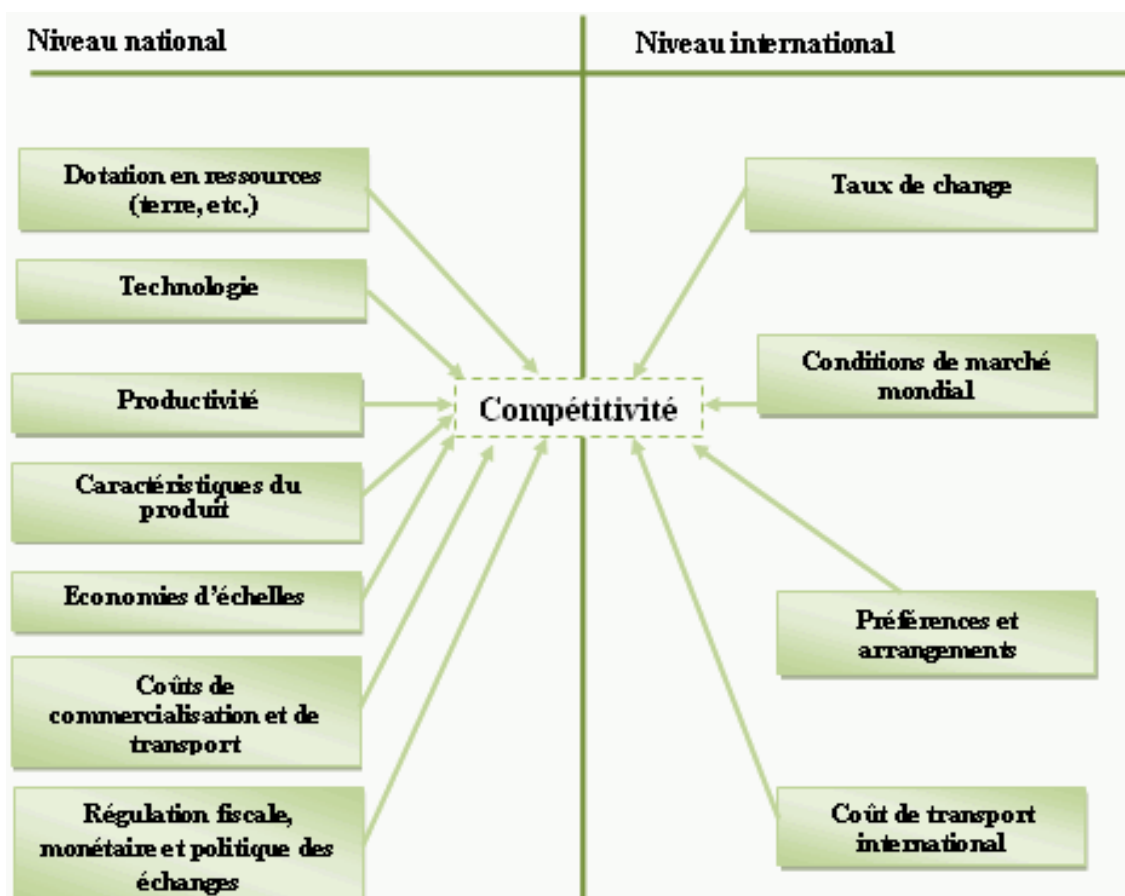 Niveau national
Niveau international
Dotation en ressources
(terre, etc.)
Technologie
Productivité
Caractéristiques du
produit
Economies d'échelles
Coûts de
commercialisation et de
transport
Régulation fiscale,
monétaire et politique des
échanges
Compétitivité
Taux de change
Conditions de marché
mondial
Préférences et
arrangements
Coût de transport
international